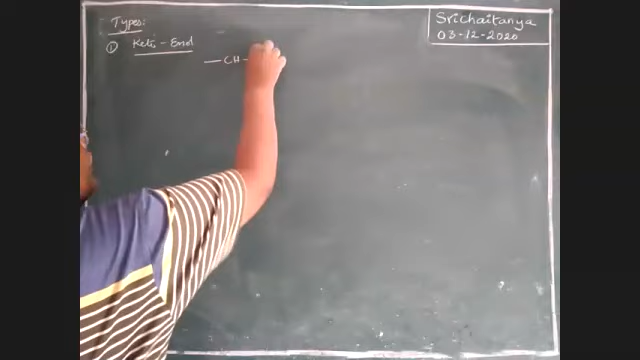 Types:
① Keto - Enol
— CH -
Srichaitanya
03-12-2020